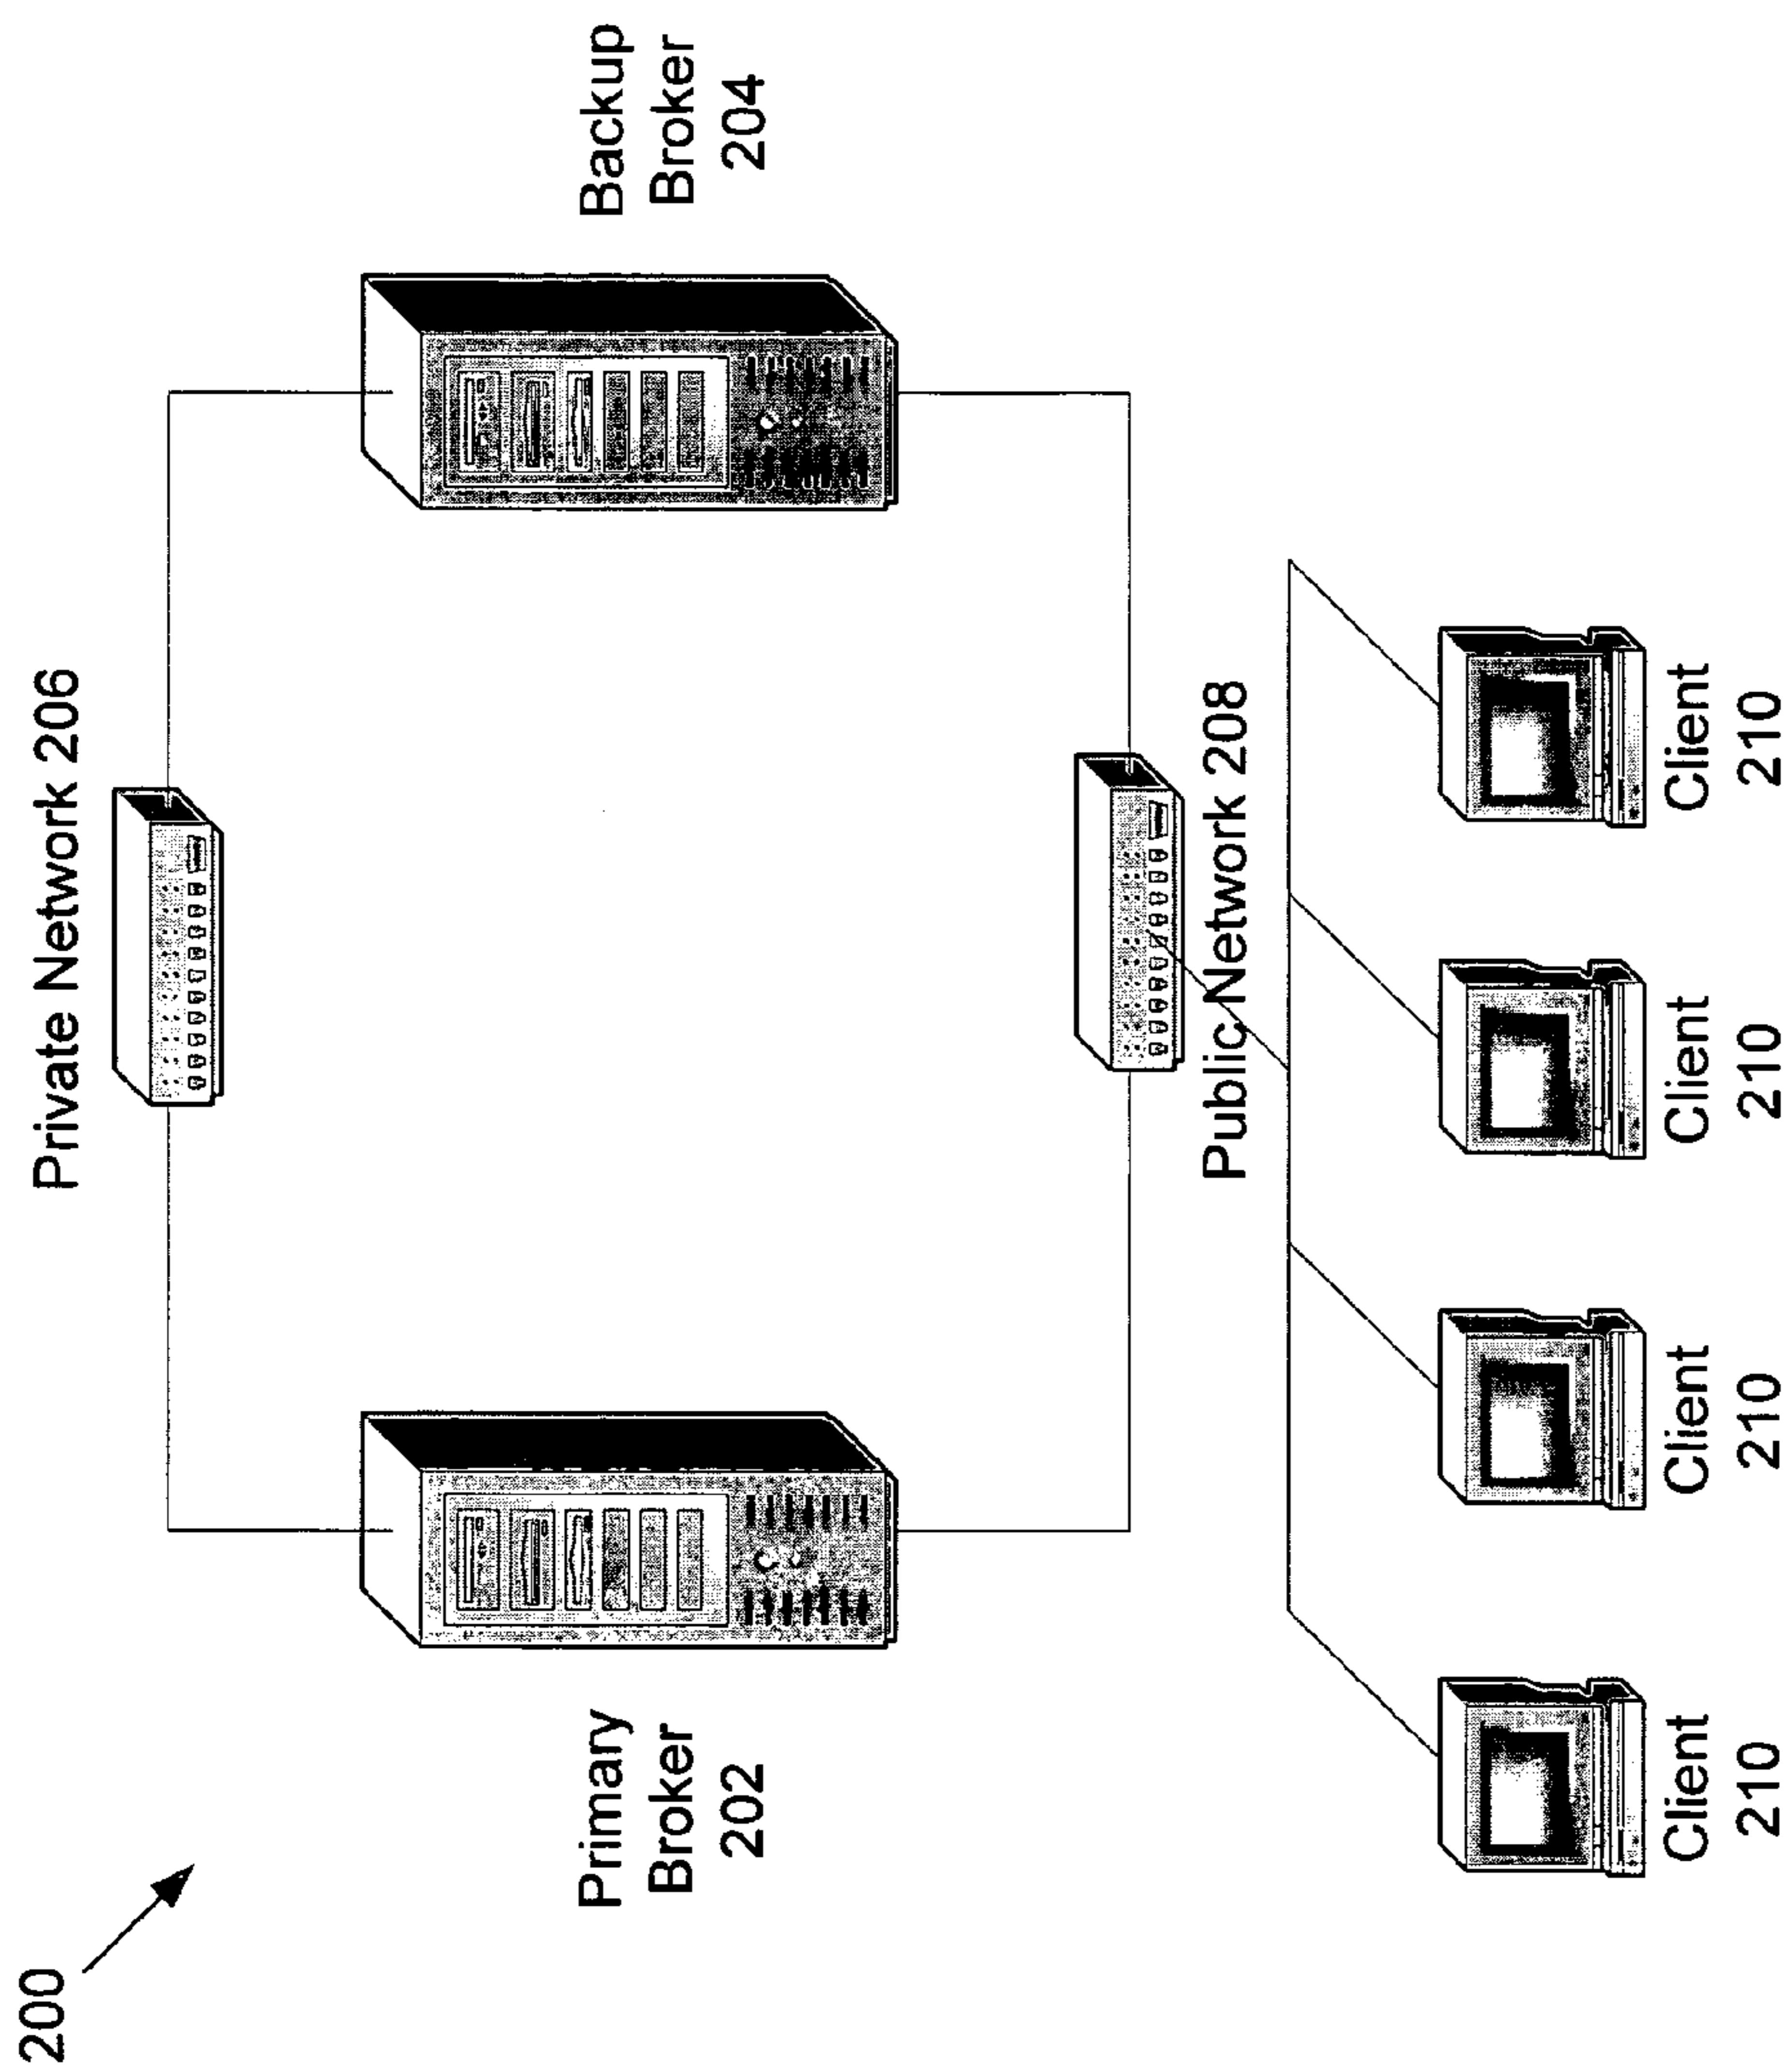 200
Private Network 206
Primary
Broker
202
Backup
Broker
204
Public Network 208
Client
210
Client
210
Client
210
Client
210